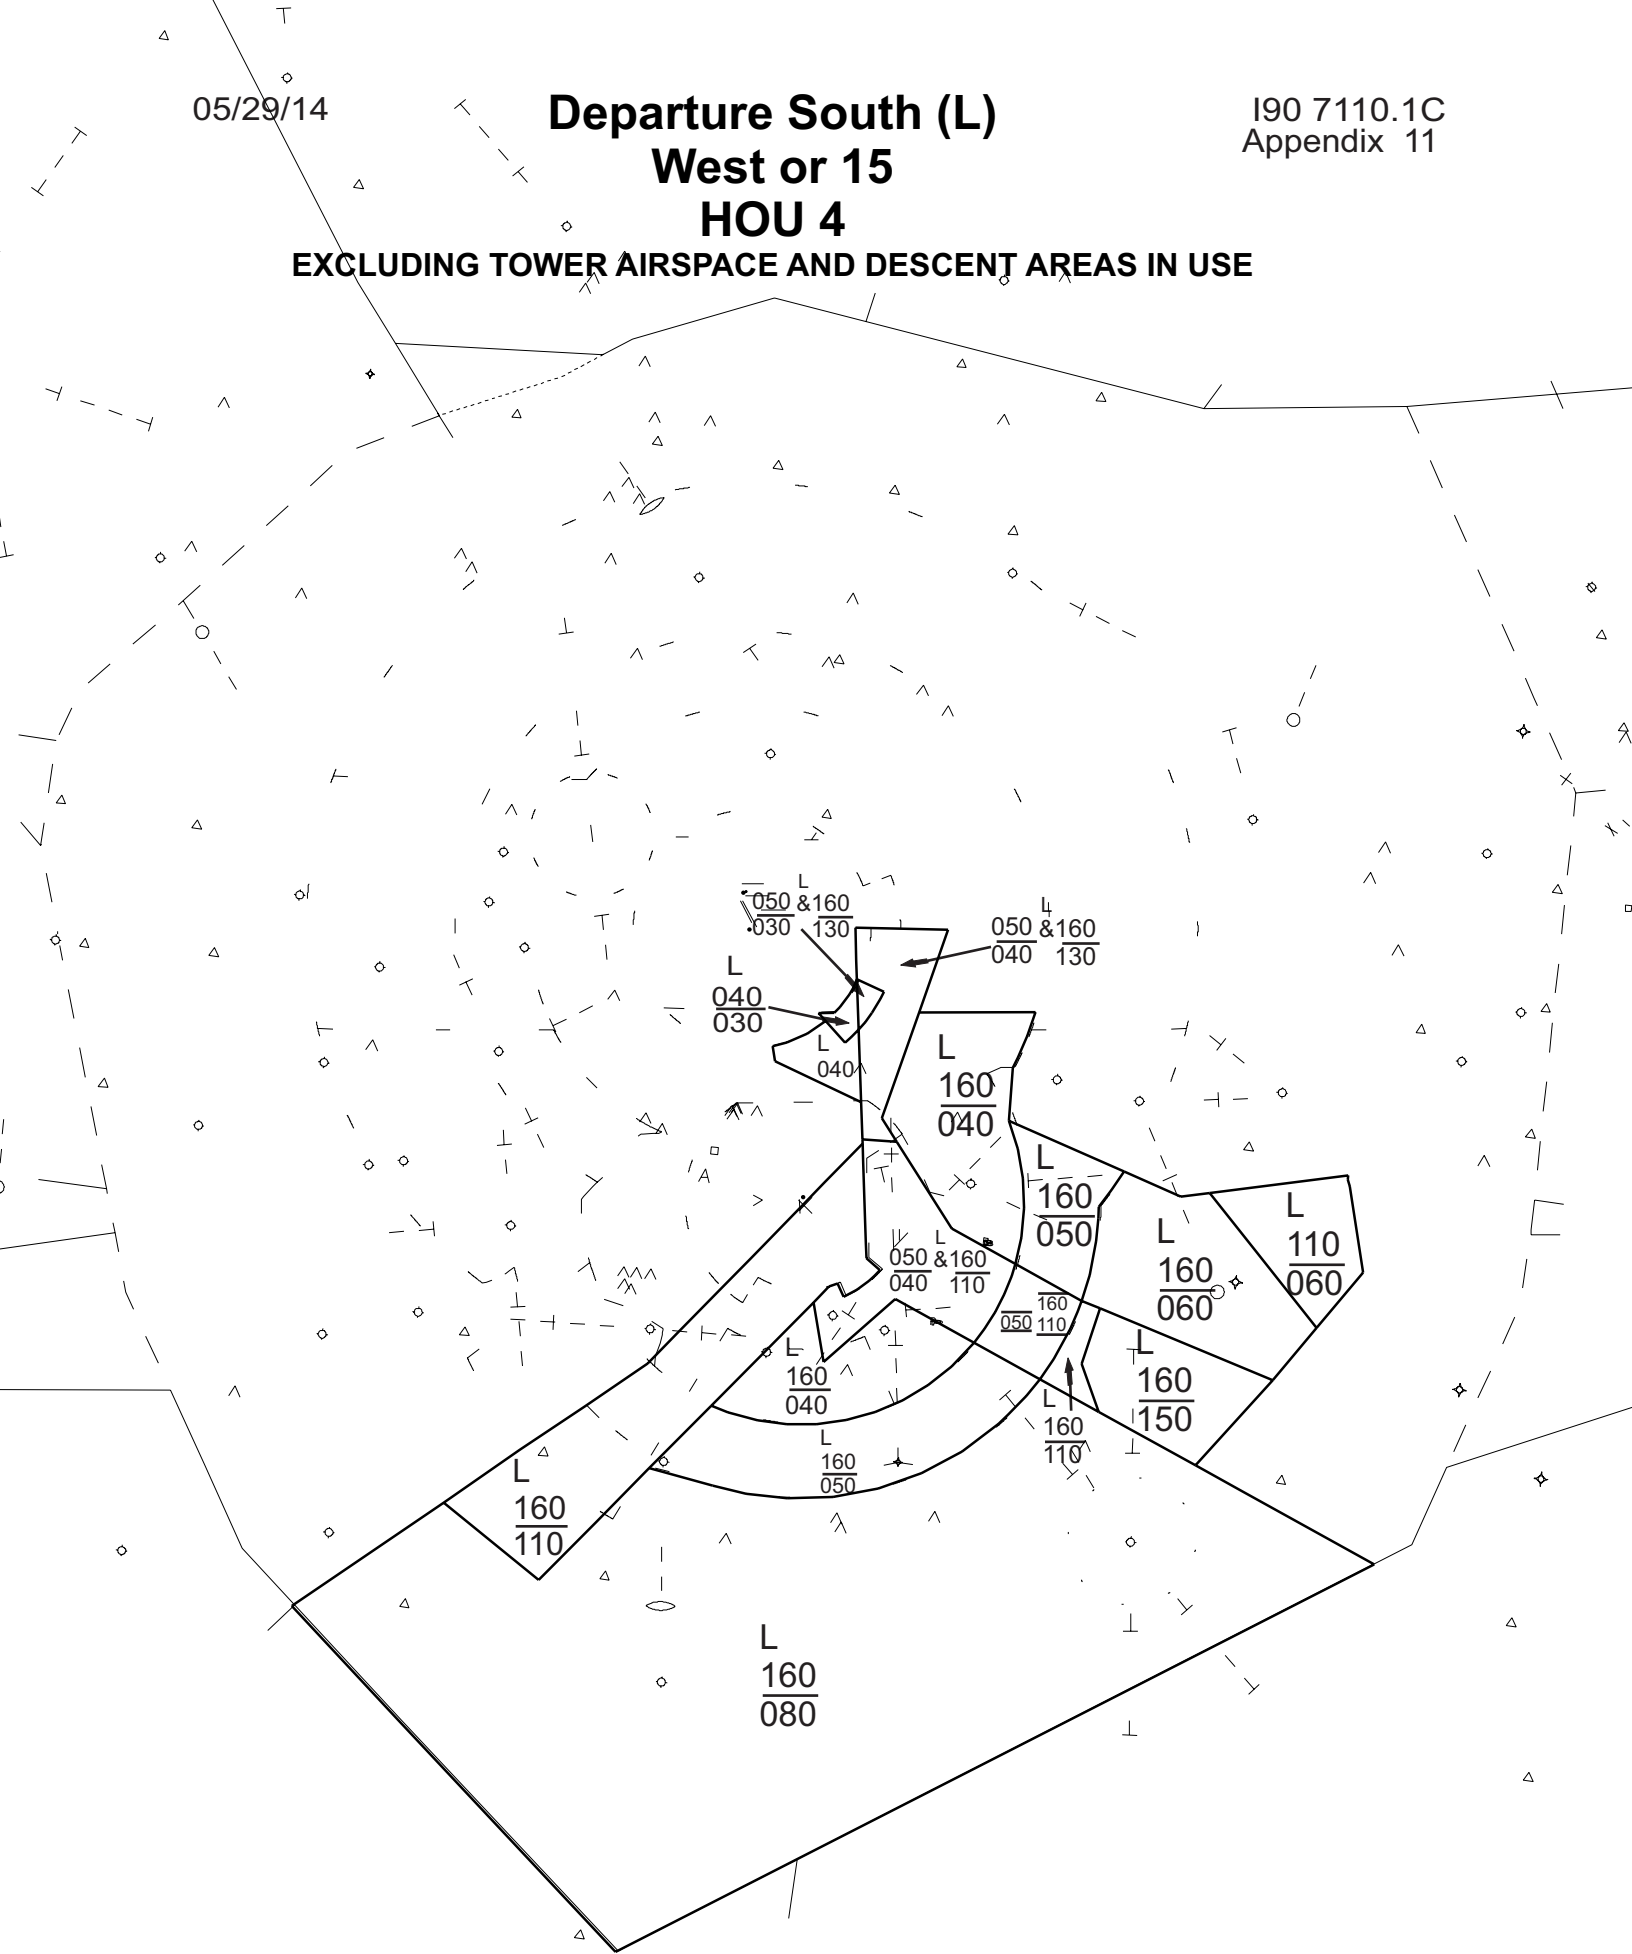 05/29/14
Departure South (L)
West or 15
HOU 4
EXCLUDING TOWER AIRSPACE AND DESCENT AREAS IN USE
I90 7110.1C
Appendix 11
L
050 & 160
030 130
L
050 & 160
040 130
L
040
030
L
040
L
160
040
L
160
050
L
160
060
L
110
060
L
050 & 160
040 110
160
050 110
L
160
150
L
160
110
L
160
040
L
160
050
L
160
110
L
160
080